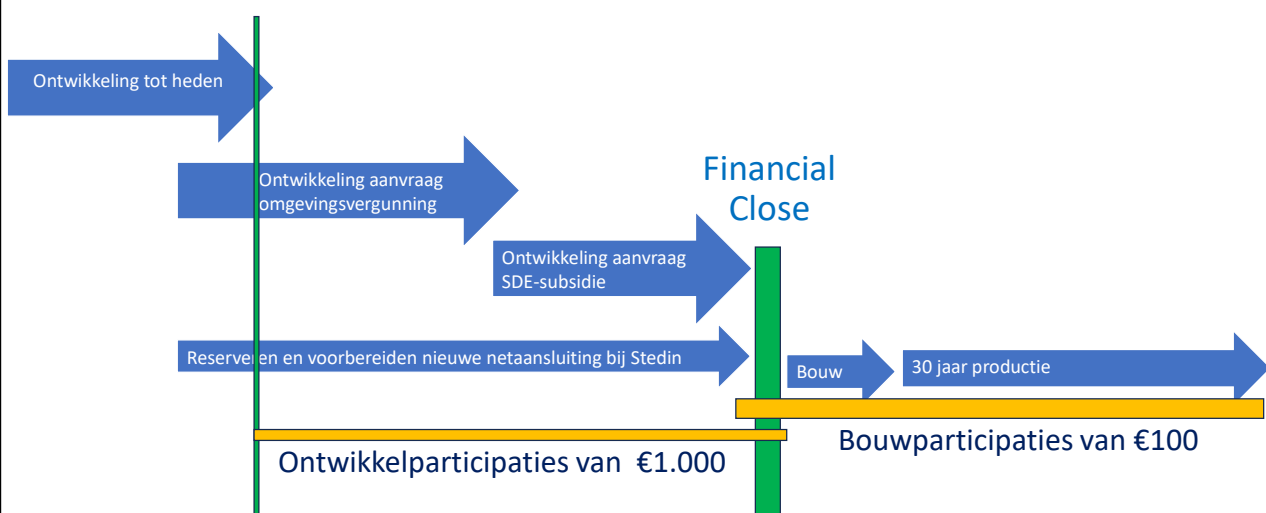 Ontwikkeling tot heden
Ontwikkeling aanvraag
omgevingsvergunning
Financial
Close
Ontwikkeling aanvraag
SDE-subsidie
Reserveren en voorbereiden nieuwe netaansluiting bij Stedin
Bouw
30 jaar productie
Bouwparticipaties van €100
Ontwikkelparticipaties van €1.000